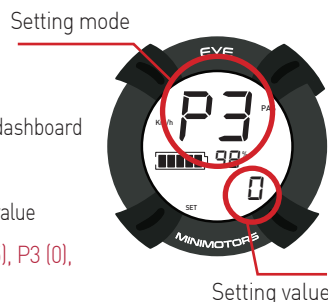 Setting mode
EYE
P3
PA
Km/h
dashboard
98%
0
SET
value
MINIMOTORS
), P3 (0),
Setting value